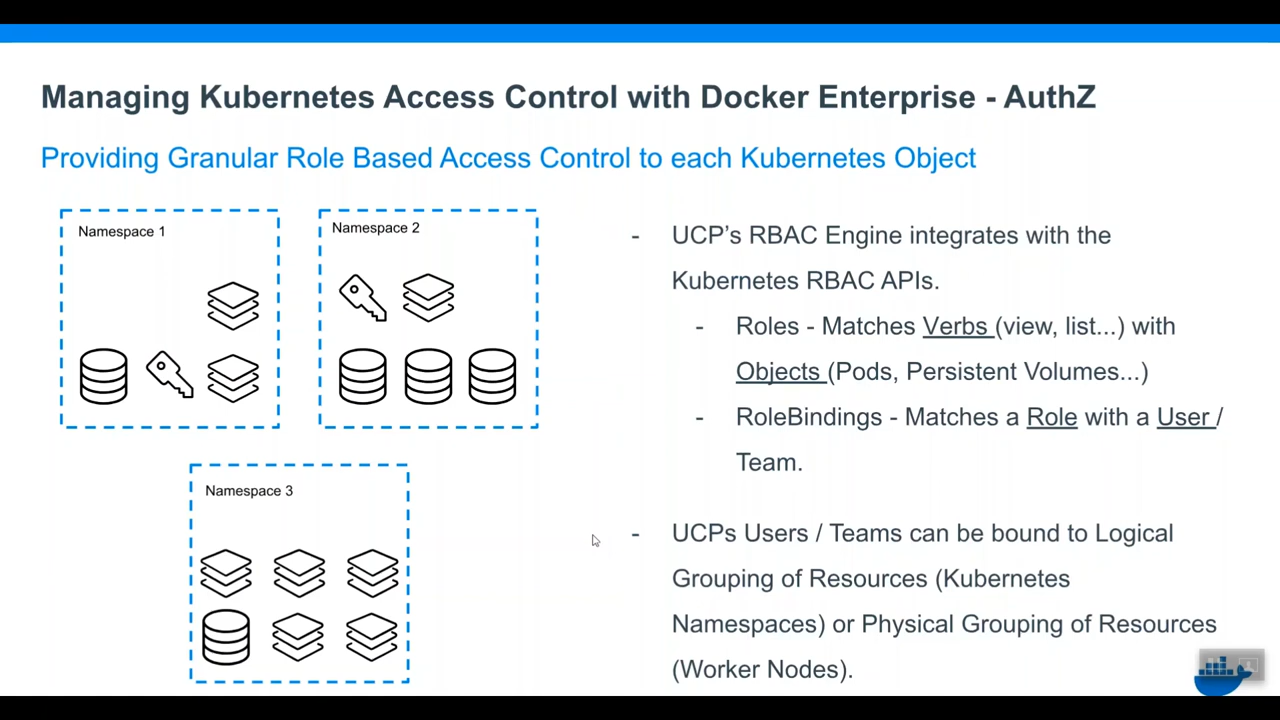 Managing Kubernetes Access Control with Docker Enterprise - AuthZ
Providing Granular Role Based Access Control to each Kubernetes Object
Namespace 1
Namespace 2
Namespace 3
- UCP’s RBAC Engine integrates with the
Kubernetes RBAC APIs.
- Roles - Matches Verbs (view, list...) with
Objects (Pods, Persistent Volumes...)
- RoleBindings - Matches a Role with a User /
Team.
- UCPs Users / Teams can be bound to Logical
Grouping of Resources (Kubernetes
Namespaces) or Physical Grouping of Resources
(Worker Nodes).